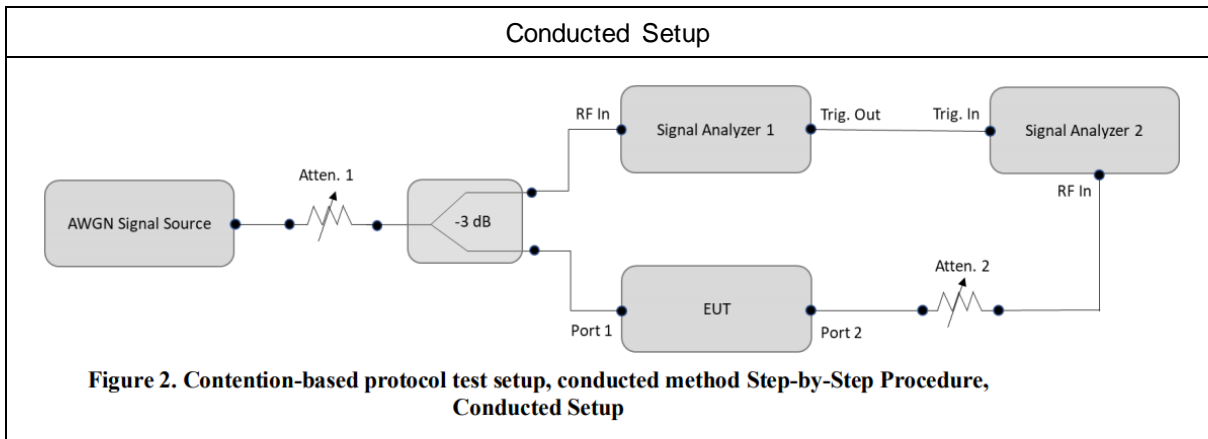 Conducted Setup
RF In
Signal Analyzer 1
Trig. Out
Trig. In
Signal Analyzer 2
RF In
Atten. 1
AWGN Signal Source
-3 dB
Atten. 2
EUT
Port 1
Port 2
Figure 2. Contention-based protocol test setup, conducted method Step-by-Step Procedure,
Conducted Setup